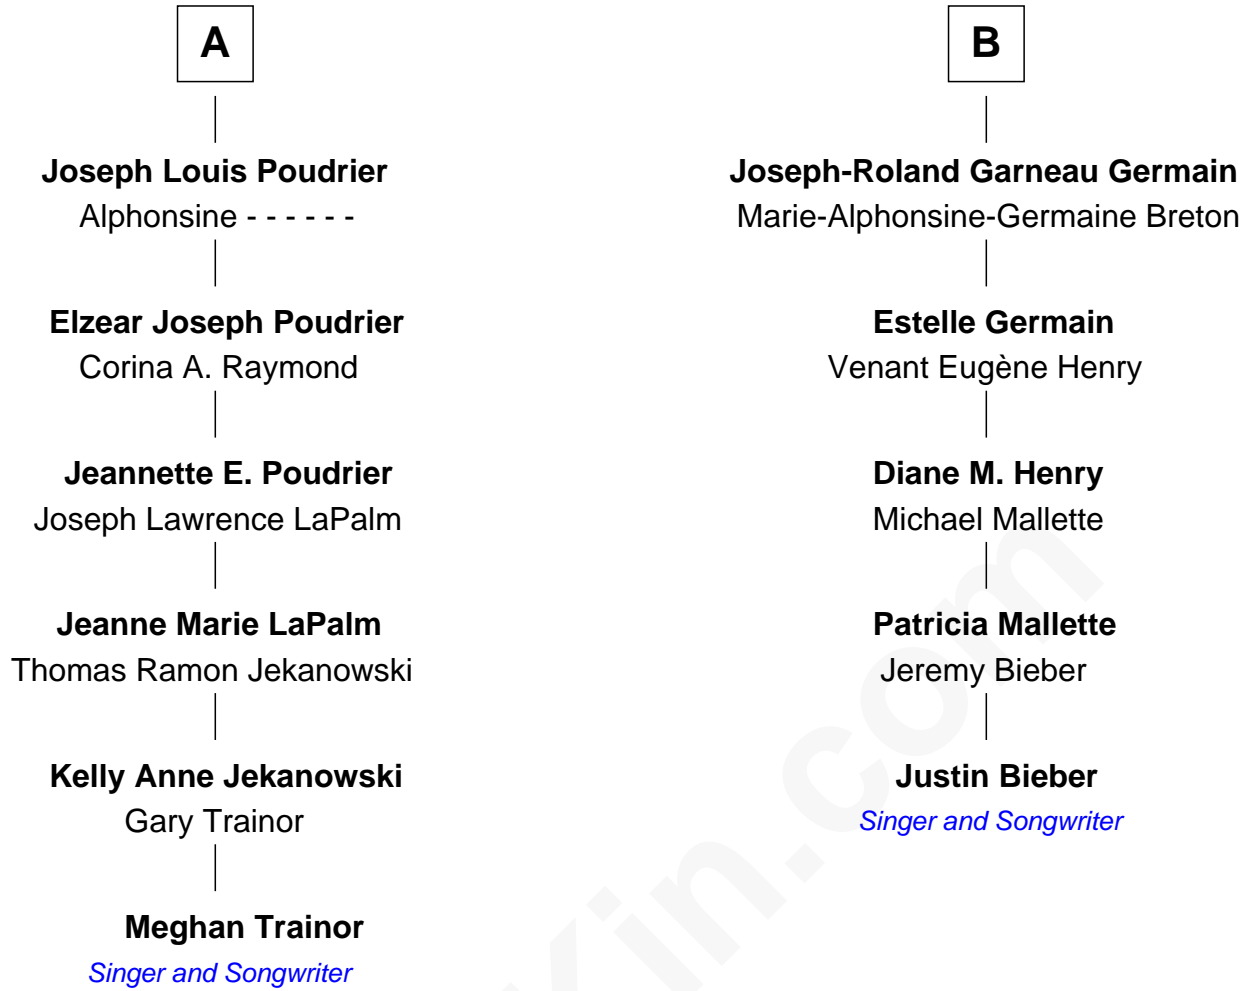 A
Joseph Louis Poudrier
Alphonsine - - - - - -
Elzear Joseph Poudrier
Corina A. Raymond
Jeannette E. Poudrier
Joseph Lawrence LaPalm
Jeanne Marie LaPalm
Thomas Ramon Jekanowski
Kelly Anne Jekanowski
Gary Trainor
Meghan Trainor
Singer and Songwriter
B
Joseph-Roland Garneau Germain
Marie-Alphonsine-Germaine Breton
Estelle Germain
Venant Eugène Henry
Diane M. Henry
Michael Mallette
Patricia Mallette
Jeremy Bieber
Justin Bieber
Singer and Songwriter
Kin.com